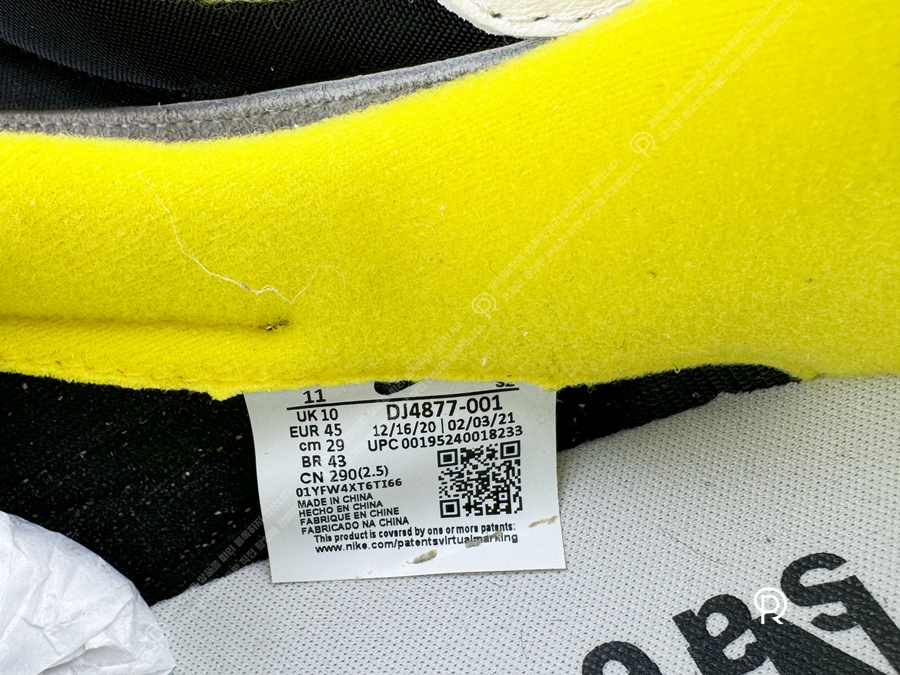 11
UK 10
EUR 45
cm 29
BR 43
CN 290(2.5)
01YFW4XT6TI66
MADE IN CHINA
HECHO EN CHINA
FABRIQUE EN CHINE
FABRICADO NA CHINA
DJ4877-001
12/16/20 | 02/03/21
UPC 00195240018233
This product is covered by one or more patents:
www.nike.com/patentsvirtualmarking
sa
R